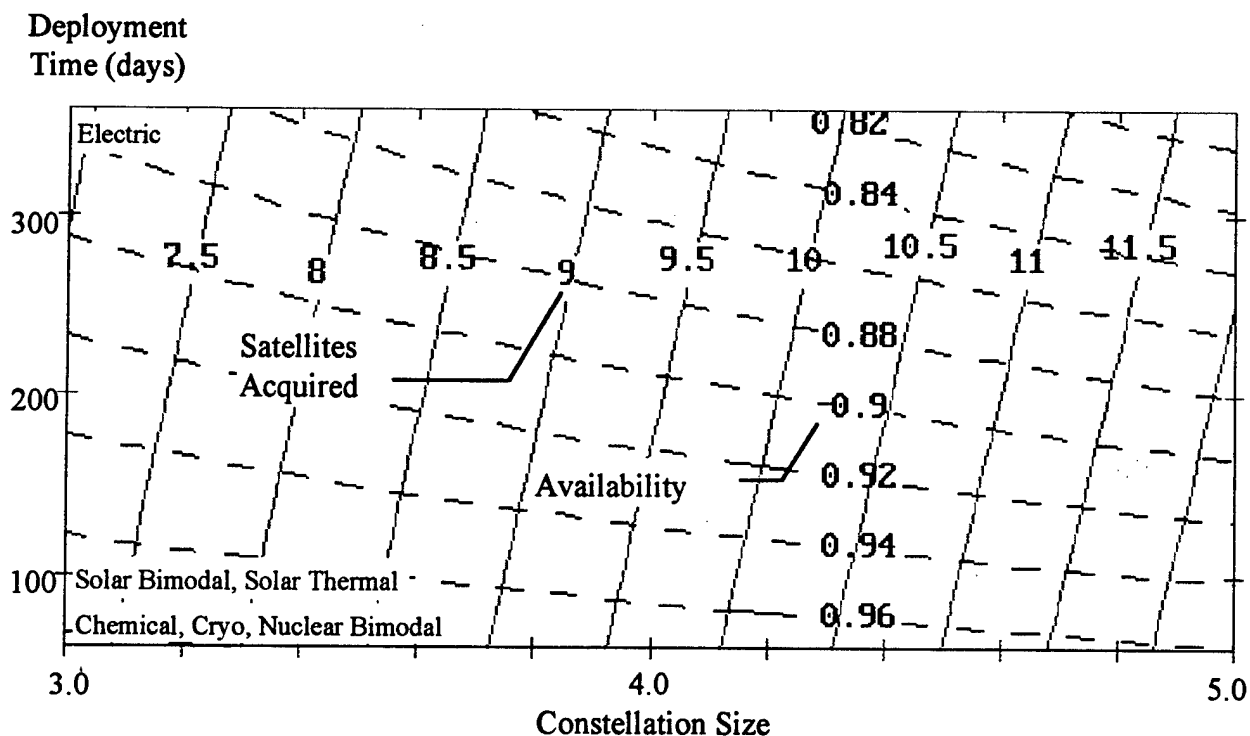 Deployment
Time (days)
Electric
0.82
0.84
300
7.5 8 8.5 9 9.5 10 10.5 11 11.5
0.88
Satellites
Acquired
200
0.9
Availability
0.92
0.94
100
Solar Bimodal, Solar Thermal
Chemical, Cryo, Nuclear Bimodal
0.96
3.0 4.0 5.0
Constellation Size